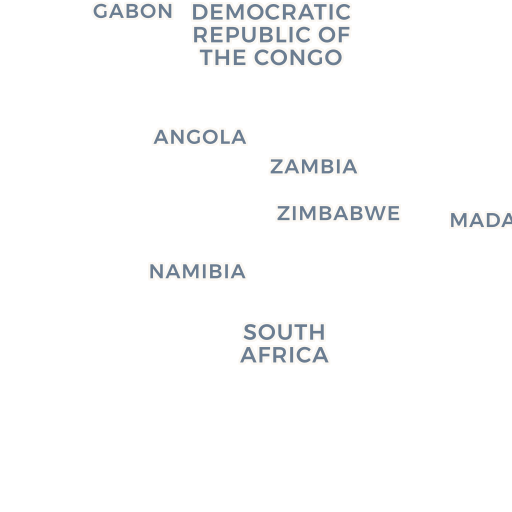 GABON
DEMOCRATIC
REPUBLIC OF
THE CONGO
ANGOLA
ZAMBIA
ZIMBABWE
MADA
NAMIBIA
SOUTH
AFRICA